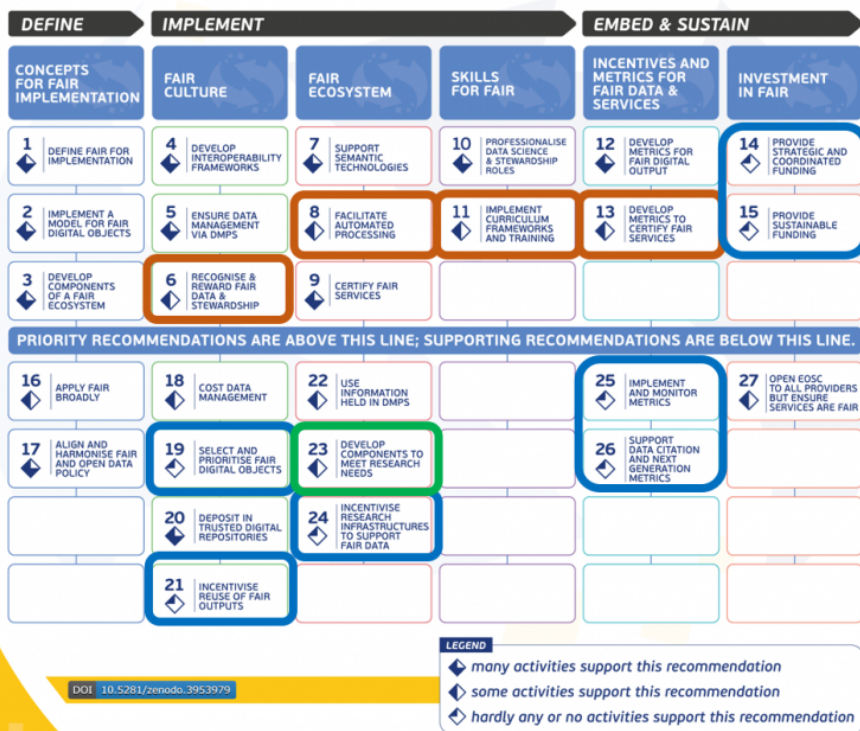 DEFINE
IMPLEMENT
EMBED & SUSTAIN
CONCEPTS
FOR FAIR
IMPLEMENTATION
FAIR
CULTURE
FAIR
ECOSYSTEM
SKILLS
FOR FAIR
INCENTIVES AND
METRICS FOR
FAIR DATA &
SERVICES
INVESTMENT
IN FAIR
1
DEFINE FAIR FOR
IMPLEMENTATION
4
DEVELOP
INTEROPERABILITY
FRAMEWORKS
7
SUPPORT
SEMANTIC
TECHNOLOGIES
10
PROFESSIONALISE
DATA SCIENCE
& STEWARDSHIP
ROLES
12
DEVELOP
METRICS FOR
FAIR DIGITAL
OUTPUT
14
PROVIDE
STRATEGIC AND
COORDINATED
FUNDING
2
IMPLEMENT A
MODEL FOR FAIR
DIGITAL OBJECTS
5
ENSURE DATA
MANAGEMENT
VIA DMPS
8
FACILITATE
AUTOMATED
PROCESSING
11
IMPLEMENT
CURRICULUM
FRAMEWORKS
AND TRAINING
13
DEVELOP
METRICS TO
CERTIFY FAIR
SERVICES
15
PROVIDE
SUSTAINABLE
FUNDING
3
DEVELOP
COMPONENTS
OF A FAIR
ECOSYSTEM
6
RECOGNISE &
REWARD FAIR
DATA &
STEWARDSHIP
9
CERTIFY FAIR
SERVICES
PRIORITY RECOMMENDATIONS ARE ABOVE THIS LINE; SUPPORTING RECOMMENDATIONS ARE BELOW THIS LINE.
16
APPLY FAIR
BROADLY
18
COST DATA
MANAGEMENT
22
USE
INFORMATION
HELD IN DMPS
25
IMPLEMENT
AND MONITOR
METRICS
27
OPEN EOSC
TO ALL PROVIDERS
BUT ENSURE
SERVICES ARE FAIR
17
ALIGN AND
HARMONISE FAIR
AND OPEN DATA
POLICY
19
SELECT AND
PRIORITISE FAIR
DIGITAL OBJECTS
23
DEVELOP
COMPONENTS TO
MEET RESEARCH
NEEDS
26
SUPPORT
DATA CITATION
AND NEXT
GENERATION
METRICS
20
DEPOSIT IN
TRUSTED DIGITAL
REPOSITORIES
24
INCENTIVISE
RESEARCH
INFRASTRUCTURES
TO SUPPORT
FAIR DATA
21
INCENTIVISE
REUSE OF FAIR
OUTPUTS
LEGEND
many activities support this recommendation
some activities support this recommendation
hardly any or no activities support this recommendation
DOI 10.5281/zenodo.3953979